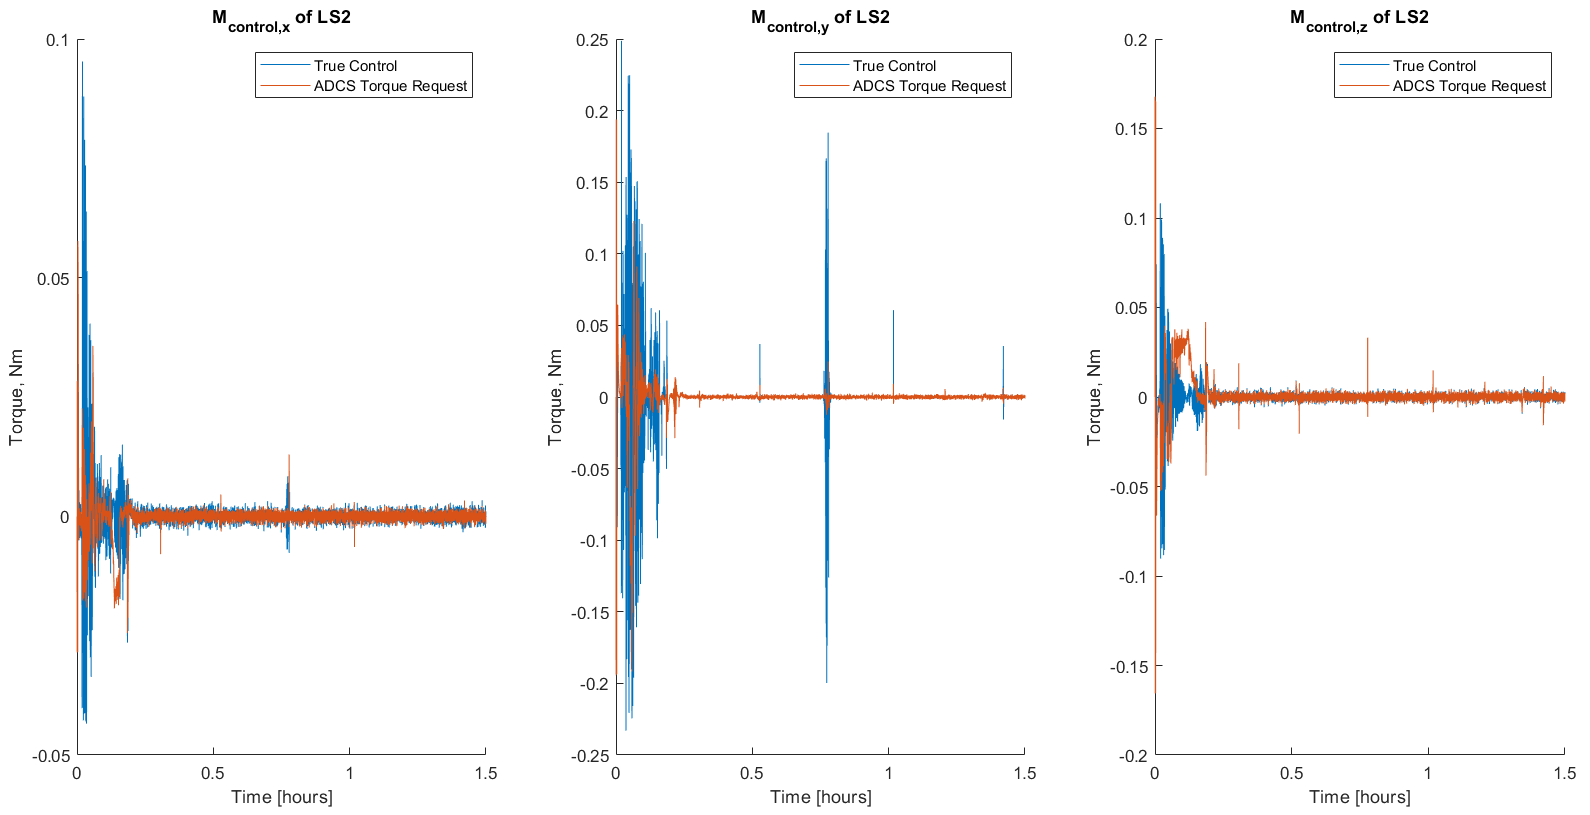 M_control,x of LS2
True Control
ADCS Torque Request
0.1
0.05
0
-0.05
Torque, Nm
0
0.5
1
1.5
Time [hours]
M_control,y of LS2
True Control
ADCS Torque Request
0.25
0.2
0.15
0.1
0.05
0
-0.05
-0.1
-0.15
-0.2
-0.25
Torque, Nm
0
0.5
1
1.5
Time [hours]
M_control,z of LS2
True Control
ADCS Torque Request
0.2
0.15
0.1
0.05
0
-0.05
-0.1
-0.15
-0.2
Torque, Nm
0
0.5
1
1.5
Time [hours]